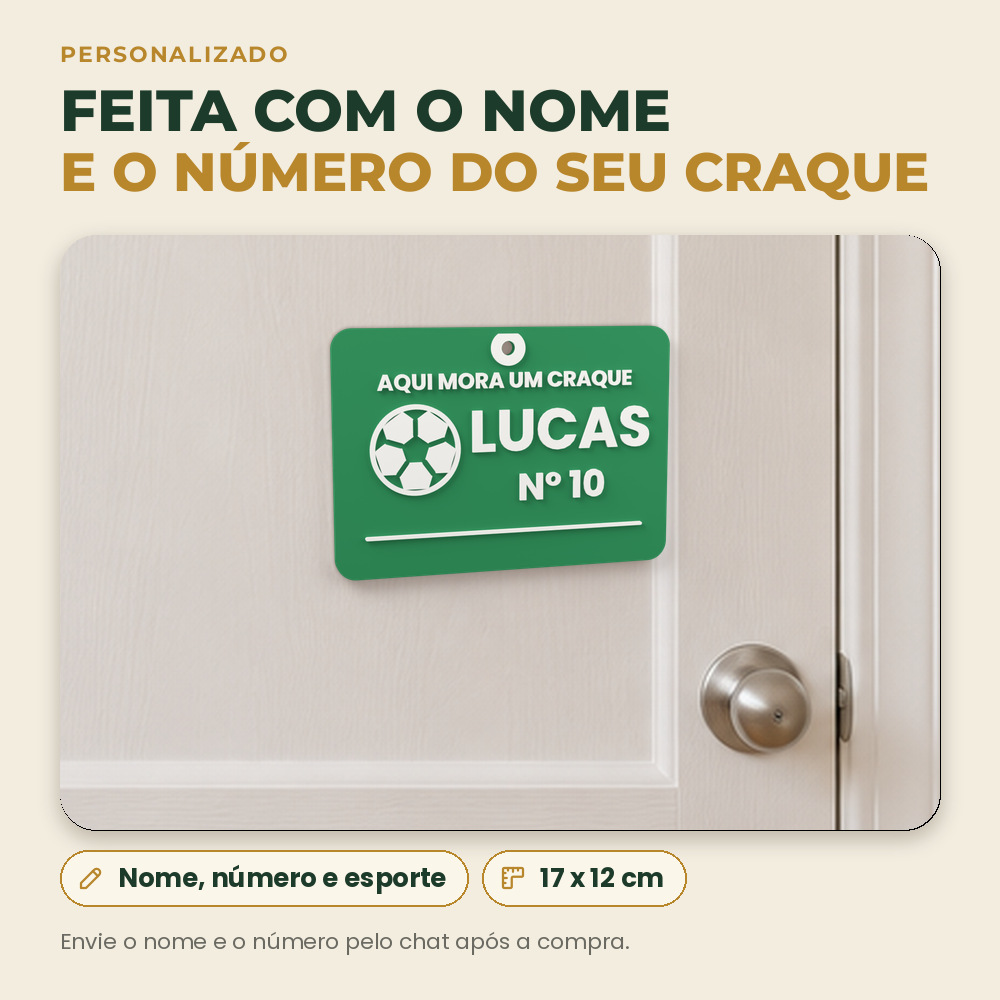 PERSONALIZADO
FEITA COM O NOME
E O NÚMERO DO SEU CRAQUE
AQUI MORA UM CRAQUE
LUCAS
Nº 10
Nome, número e esporte
17 x 12 cm
Envie o nome e o número pelo chat após a compra.